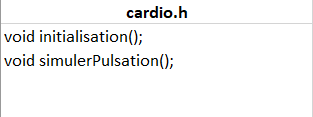 cardio.h
void initialisation();
void simulerPulsation();